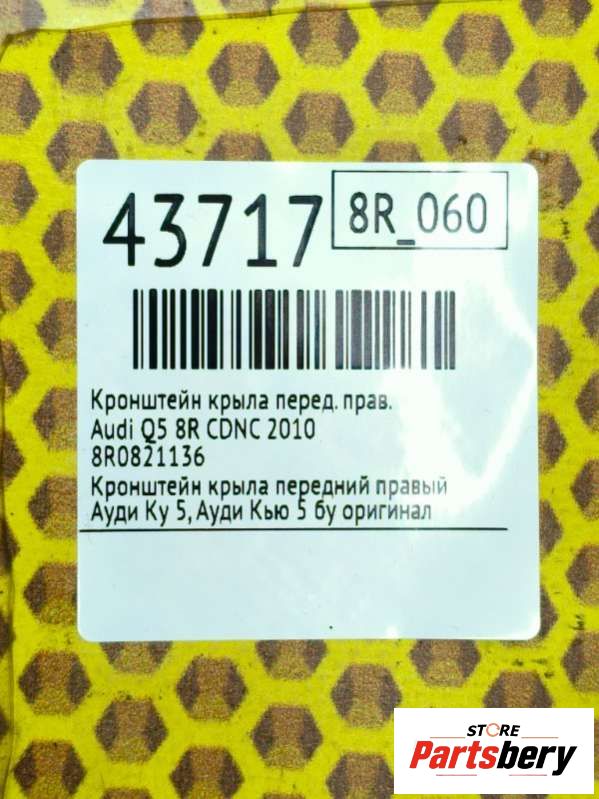 43717
8R_060
Кронштейн крыла перед. прав.
Audi Q5 8R CDNC 2010
8R0821136
Кронштейн крыла передний правый
Ауди Ку 5, Ауди Кью 5 бу оригинал
STORE
Partsbery